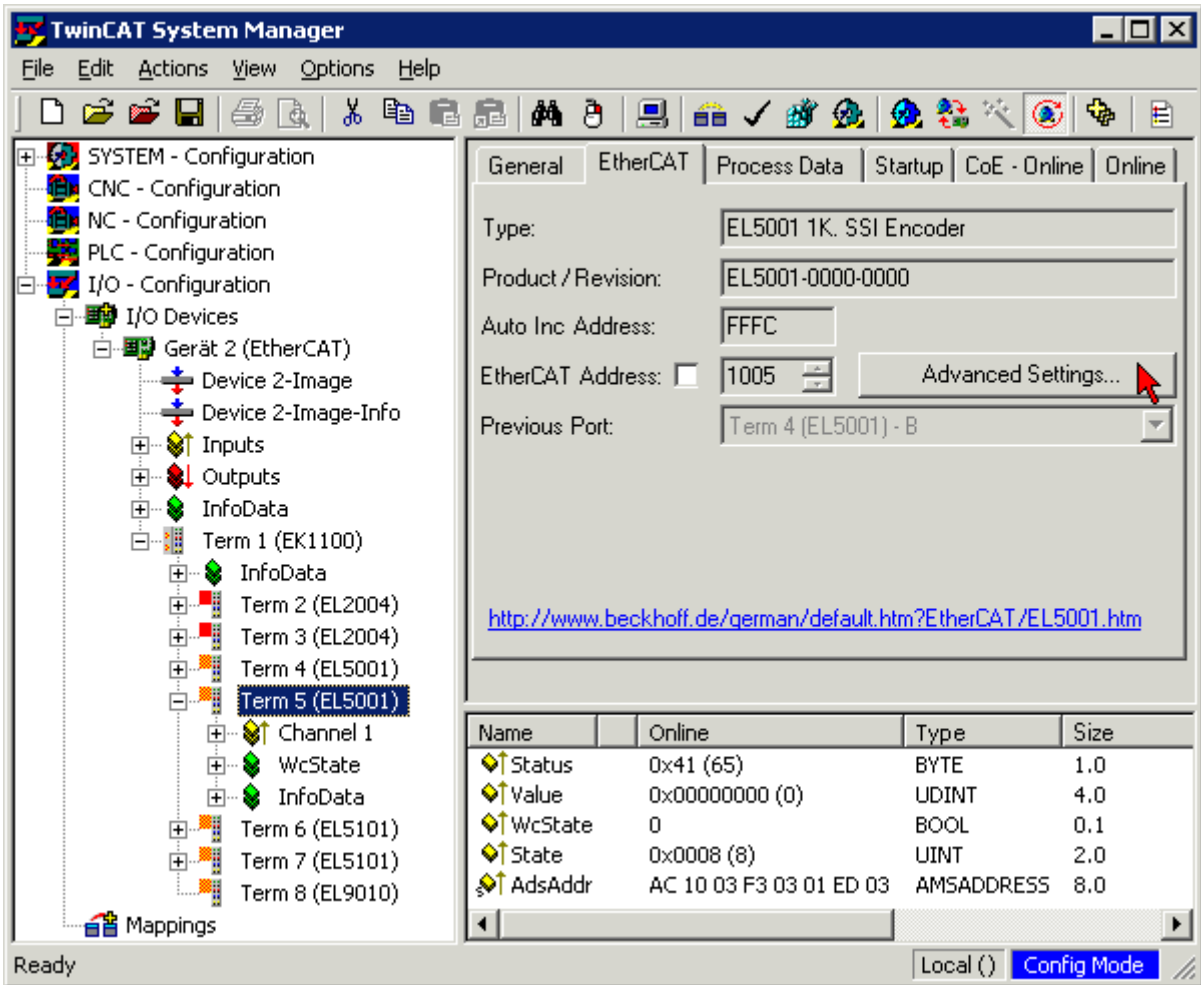 TwinCAT System Manager
File Edit Actions View Options Help
SYSTEM - Configuration
CNC - Configuration
NC - Configuration
PLC - Configuration
I/O - Configuration
I/O Devices
Gerät 2 (EtherCAT)
Device 2-Image
Device 2-Image-Info
Inputs
Outputs
InfoData
Term 1 (EK1100)
InfoData
Term 2 (EL2004)
Term 3 (EL2004)
Term 4 (EL5001)
Term 5 (EL5001)
Channel 1
WcState
InfoData
Term 6 (EL5101)
Term 7 (EL5101)
Term 8 (EL9010)
Mappings
General EtherCAT Process Data Startup CoE - Online Online
Type: EL5001 1K. SSI Encoder
Product / Revision: EL5001-0000-0000
Auto Inc Address: FFFC
EtherCAT Address: 1005 Advanced Settings...
Previous Port: Term 4 (EL5001) - B
http://www.beckhoff.de/german/default.htm?EtherCAT/EL5001.htm
Name Online Type Size
Status 0x41 (65) BYTE 1.0
Value 0x00000000 (0) UDINT 4.0
WcState 0 BOOL 0.1
State 0x0008 (8) UINT 2.0
AdsAddr AC 10 03 F3 03 01 ED 03 AMSADDRESS 8.0
Ready Local () Config Mode